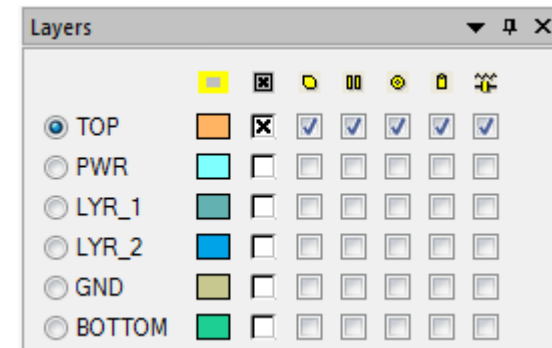 Layers
TOP
PWR
LYR_1
LYR_2
GND
BOTTOM